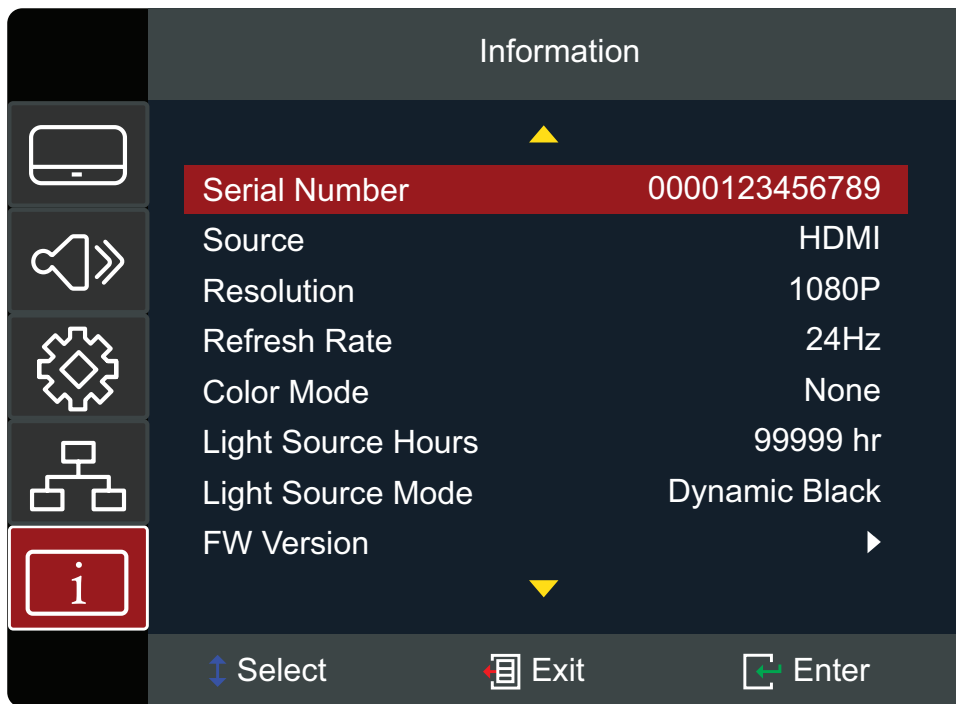 Information
Serial Number 0000123456789
Source HDMI
Resolution 1080P
Refresh Rate 24Hz
Color Mode None
Light Source Hours 99999 hr
Light Source Mode Dynamic Black
FW Version
i
Select Exit Enter